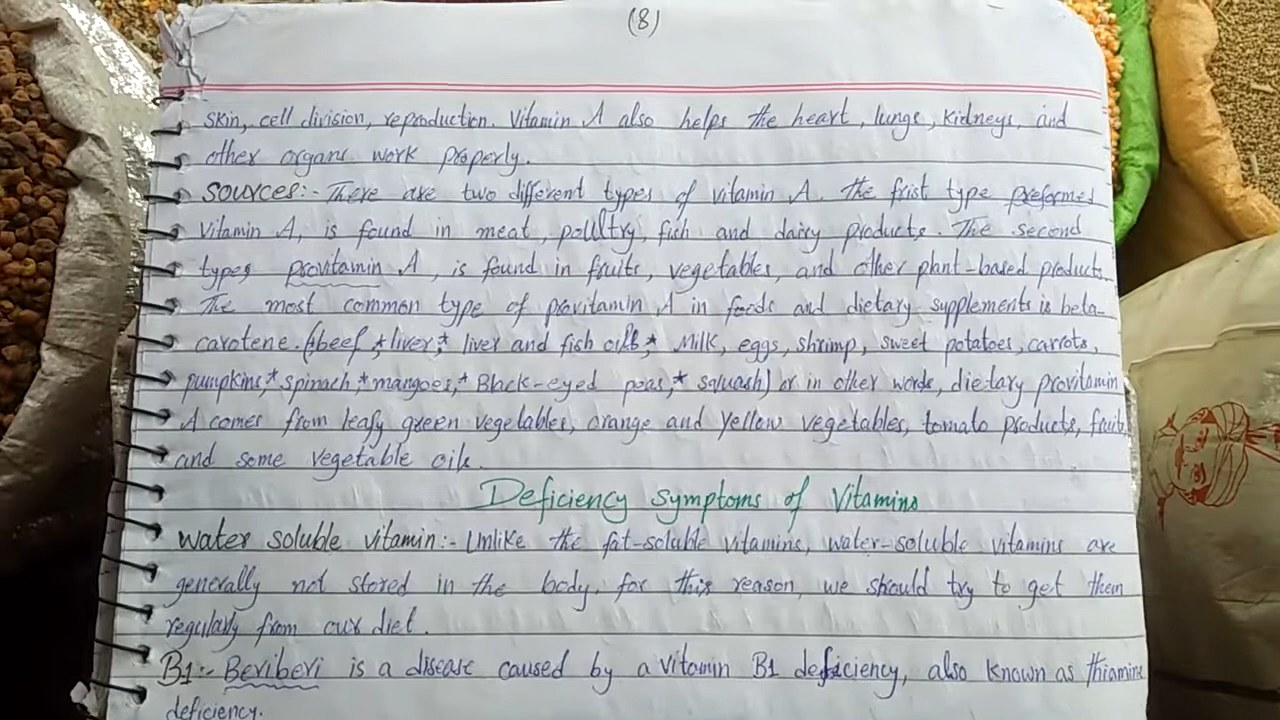 (8)
skin, cell division, reproduction. Vitamin A also helps the heart, lungs, kidneys, and
other organs work properly.
SOURCES:- There are two different types of vitamin A. The frist type preformed
Vitamin A, is found in meat, poultry, fish and dairy products. The second
types provitamin A, is found in fruits, vegetables, and other plant-based products.
The most common type of provitamin A in foods and dietary supplements is beta-
carotene. (beef *liver,* liver and fish oils,* Milk, eggs, shrimp, sweet potatoes, carrots,
pumpkins,* spinach,* mangoes,* Black-eyed peas,* squash) or in other words, dietary provitamin
A comes from leafy green vegetables, orange and yellow vegetables, tomato products, fruits,
and some vegetable oils.
Deficiency symptoms of Vitamins
water soluble vitamin:- Unlike the fat-soluble vitamins, water-soluble vitamins are
generally not stored in the body. for this reason, we should try to get them
regularly from our diet.
B1:- Beriberi is a disease caused by a vitamin B1 deficiency, also known as thiamine
deficiency.